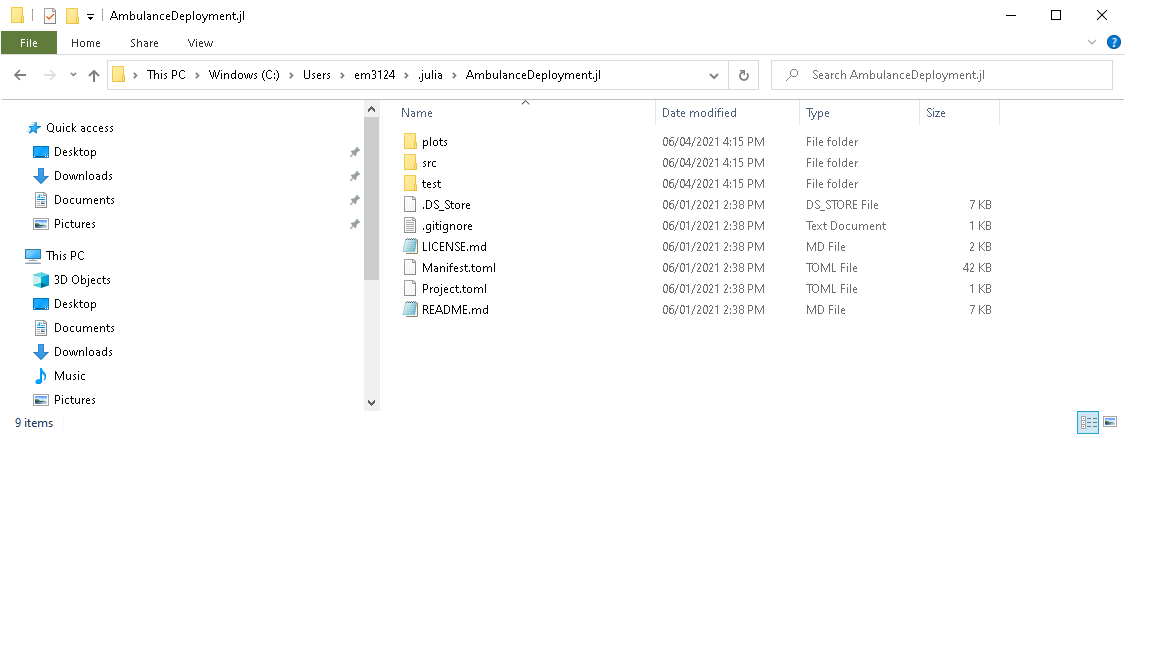 AmbulanceDeployment.jl
File Home Share View
This PC Windows (C:) Users em3124 .julia AmbulanceDeployment.jl Search AmbulanceDeployment.jl
Quick access
Desktop
Downloads
Documents
Pictures
This PC
3D Objects
Desktop
Documents
Downloads
Music
Pictures
Name Date modified Type Size
plots 06/04/2021 4:15 PM File folder
src 06/04/2021 4:15 PM File folder
test 06/04/2021 4:15 PM File folder
.DS_Store 06/01/2021 2:38 PM DS_STORE File 7 KB
.gitignore 06/01/2021 2:38 PM Text Document 1 KB
LICENSE.md 06/01/2021 2:38 PM MD File 2 KB
Manifest.toml 06/01/2021 2:38 PM TOML File 42 KB
Project.toml 06/01/2021 2:38 PM TOML File 1 KB
README.md 06/01/2021 2:38 PM MD File 7 KB
9 items